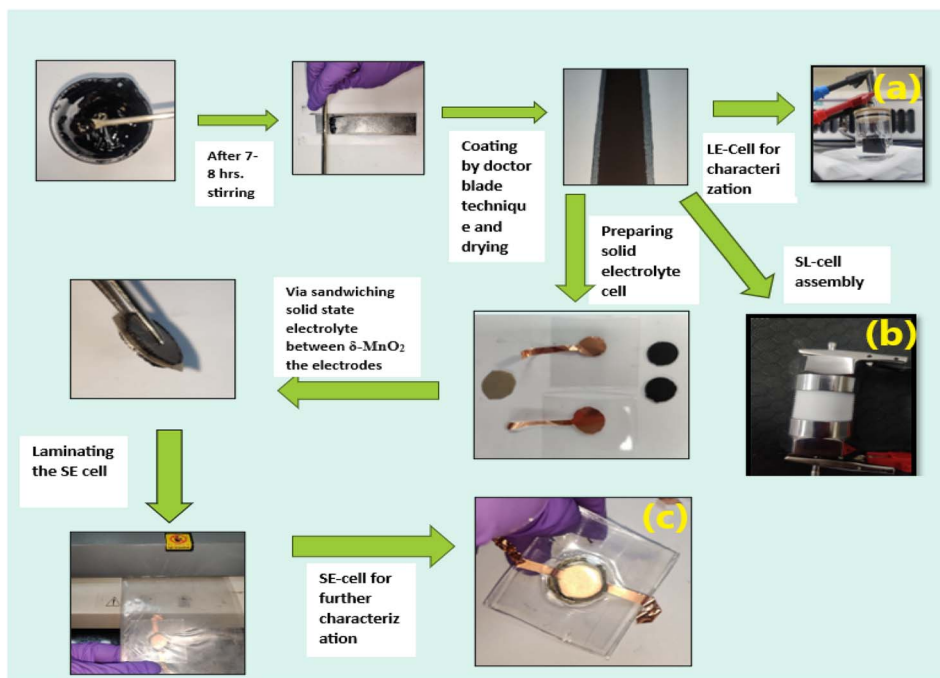 After 7-
8 hrs.
stirring
Coating
by doctor
blade
techniqu
e and
drying
LE-Cell for
characteri
zation
(a)
Preparing
solid
electrolyte
cell
SL-cell
assembly
(b)
Via sandwiching
solid state
electrolyte
between δ-MnO₂
the electrodes
Laminating
the SE cell
SE-cell for
further
characteriz
ation
(c)